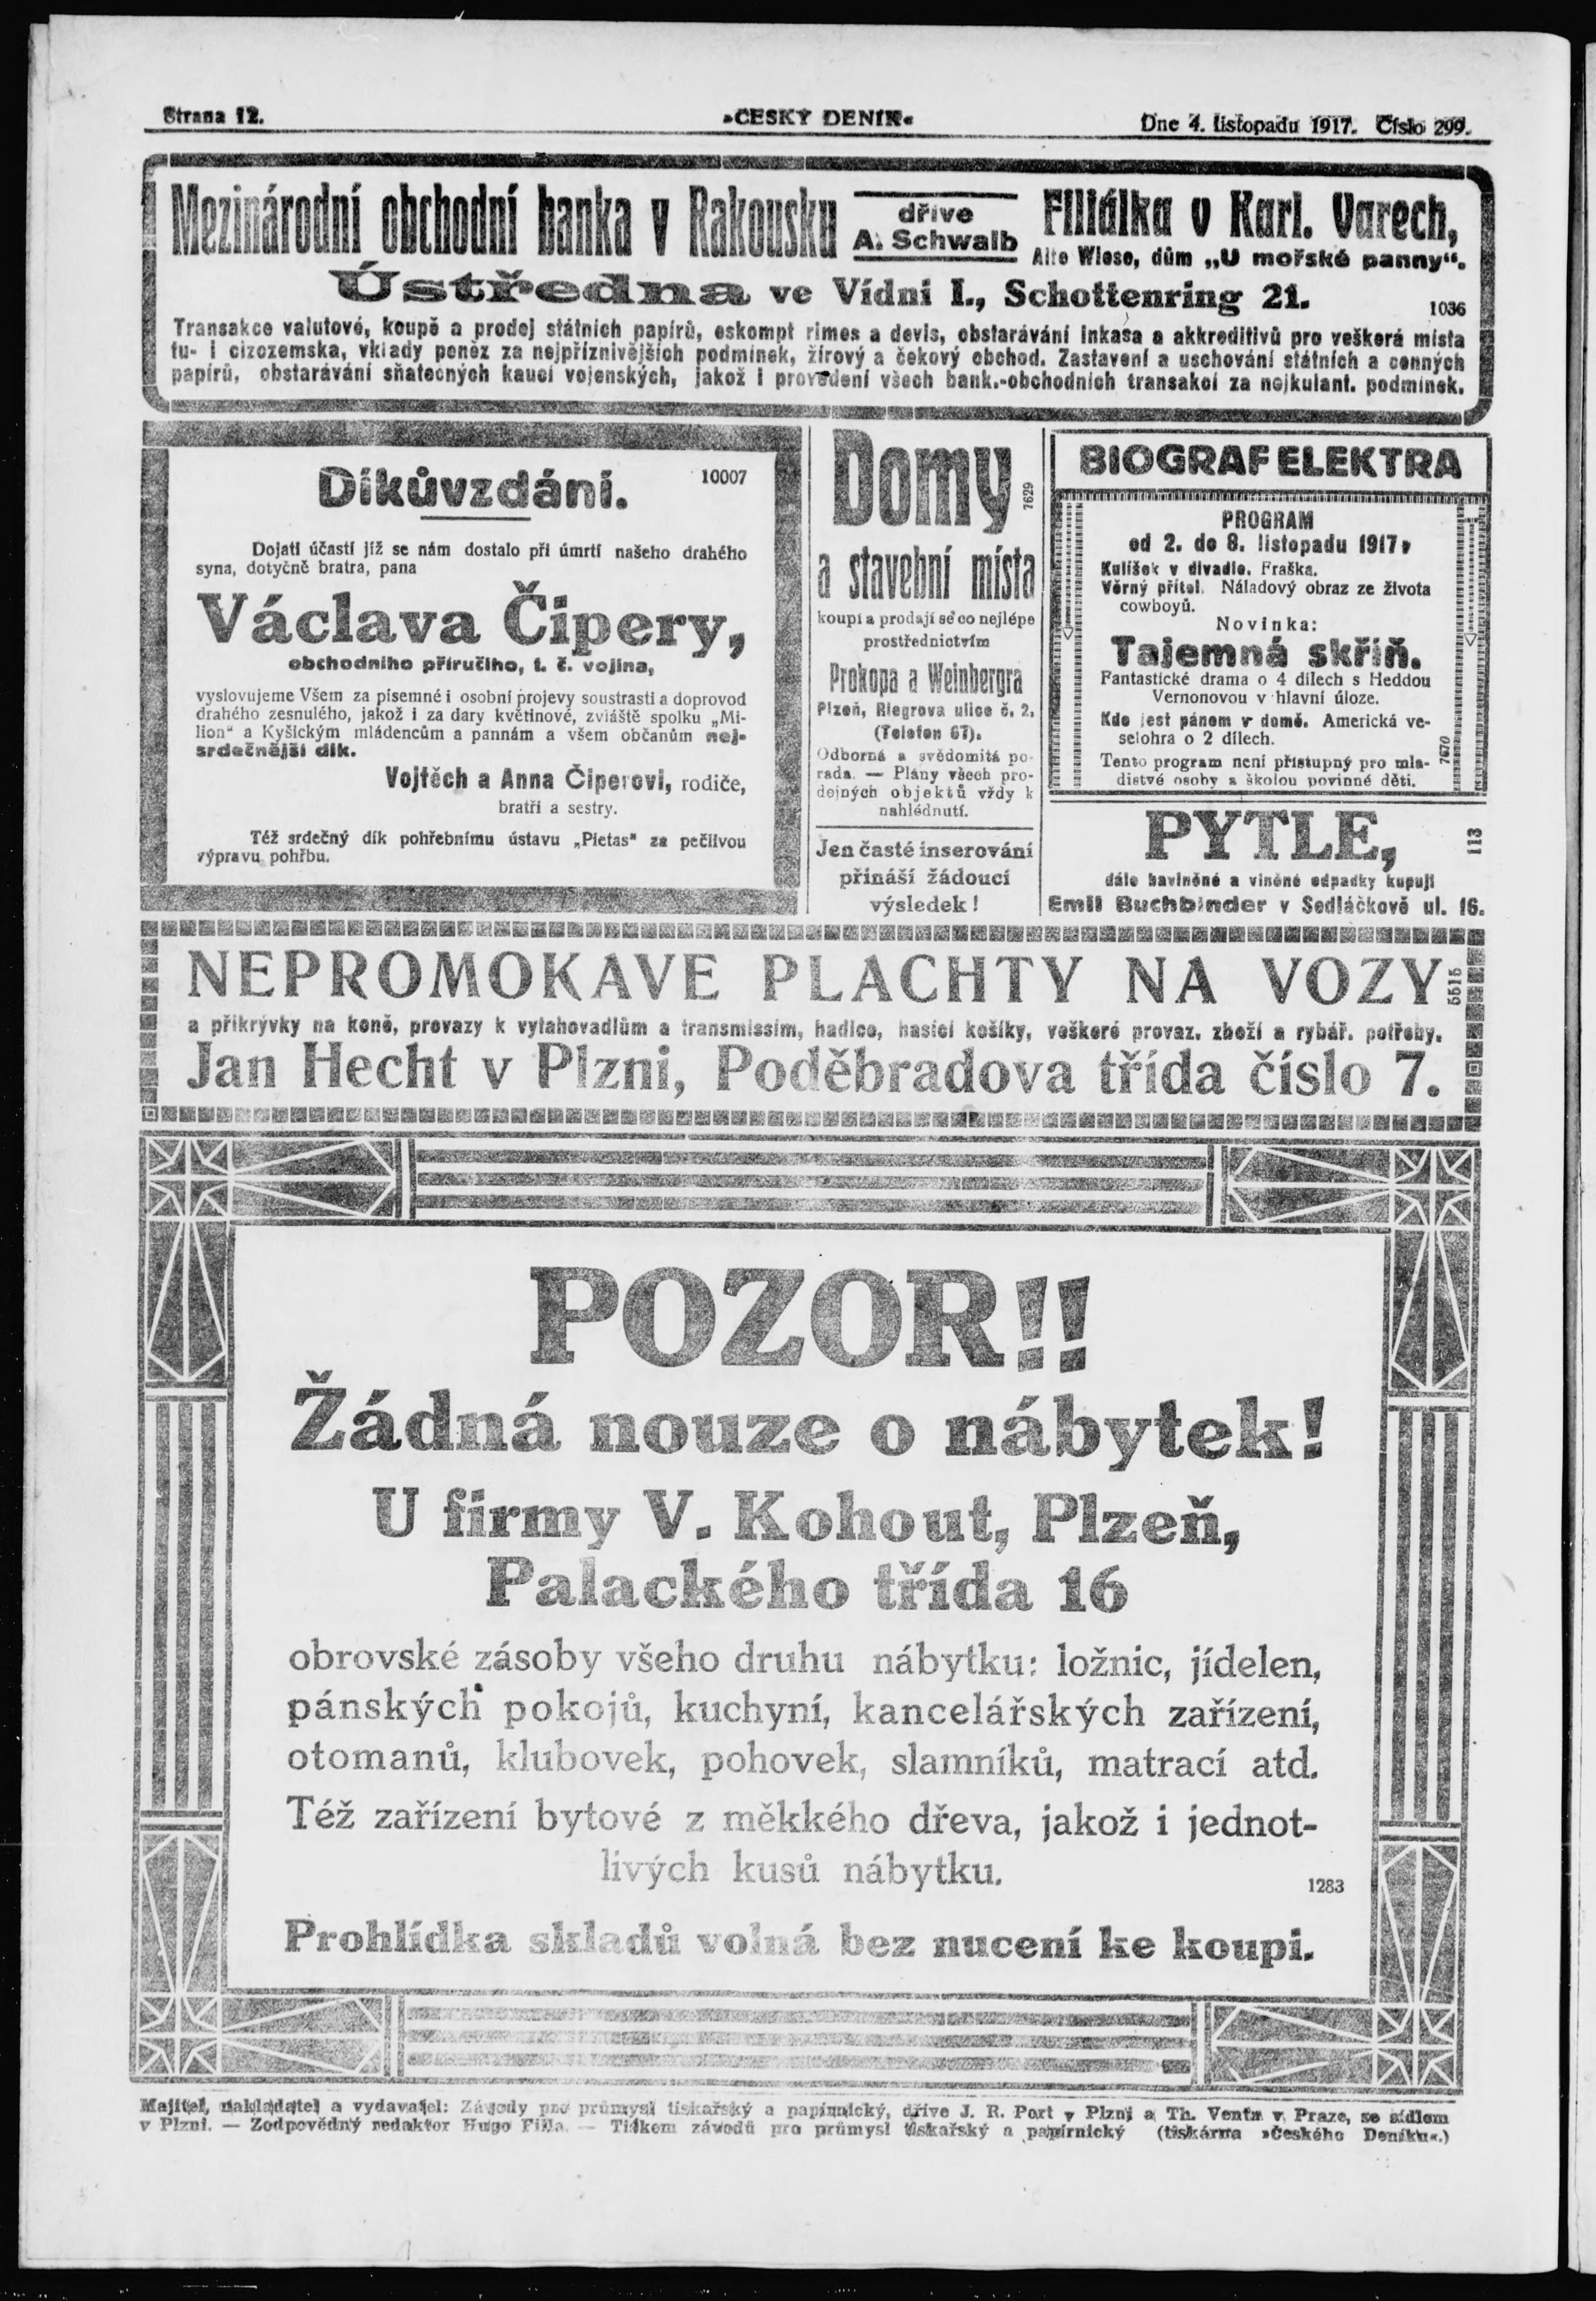 Strana 12.
»ČESKÝ DENÍK«
Dne 4. listopadu 1917. Číslo 299.
Mezinárodní obchodní banka v Rakousku
dříve
A. Schwalb
Filiálka v Karl. Varech,
Alte Wiese, dům „U mořské panny“.
Ústředna ve Vídni I., Schottenring 21.
1036
Transakce valutové, koupě a prodej státních papírů, eskompt rimes a devis, obstarávání inkasa a akkreditivů pro veškerá místa
tu- i cizozemska, vklady peněz za nejpříznivějších podmínek, žírový a čekový obchod. Zastavení a uschování státních a cenných
papírů, obstarávání sňatečných kaucí vojenských, jakož i provedení všech bank.-obchodních transakcí za nejkulant. podmínek.
Díkůvzdání.
10007
Dojati účastí jíž se nám dostalo při úmrtí našeho drahého
syna, dotyčně bratra, pana
Václava Čipery,
obchodního příručího, t. č. vojína,
vyslovujeme Všem za písemné i osobní projevy soustrasti a doprovod
drahého zesnulého, jakož i za dary květinové, zvláště spolku „Mi-
lion“ a Kyšickým mládencům a pannám a všem občanům nej-
srdečnější dík.
Vojtěch a Anna Čiperovi, rodiče,
bratři a sestry.
Též srdečný dík pohřebnímu ústavu „Pietas“ za pečlivou
výpravu pohřbu.
Domy
7629
a stavební místa
koupí a prodají se co nejlépe
prostřednictvím
Prokopa a Weinbergra
Plzeň, Riegrova ulice č. 2.
(Telefon 67).
Odborná a svědomitá po-
rada. — Plány všech pro-
dejných objektů vždy k
nahlédnutí.
Jen časté inserování
přináší žádoucí
výsledek!
BIOGRAF ELEKTRA
PROGRAM
od 2. do 8. listopadu 1917.
Kulíšek v divadle. Fraška.
Věrný přítel. Náladový obraz ze života
cowboyů.
Novinka:
Tajemná skříň.
Fantastické drama o 4 dílech s Heddou
Vernonovou v hlavní úloze.
Kdo jest pánem v domě. Americká ve-
selohra o 2 dílech.
Tento program není přístupný pro mla-
distvé osoby a školou povinné děti.
7670
PYTLE,
113
dále bavlněné a vlněné odpadky kupuji
Emil Buchbinder v Sedláčkově ul. 16.
NEPROMOKAVE PLACHTY NA VOZY
5515
a přikrývky na koně, provazy k vytahovadlům a transmissím, hadice, hasicí košíky, veškeré provaz. zboží a rybář. potřeby.
Jan Hecht v Plzni, Poděbradova třída číslo 7.
POZOR!!
Žádná nouze o nábytek!
U firmy V. Kohout, Plzeň,
Palackého třída 16
obrovské zásoby všeho druhu nábytku: ložnic, jídelen,
pánských pokojů, kuchyní, kancelářských zařízení,
otomanů, klubovek, pohovek, slamníků, matrací atd.
Též zařízení bytové z měkkého dřeva, jakož i jednot-
livých kusů nábytku.
1283
Prohlídka skladů volná bez nucení ke koupi.
Majitel, nakladatel a vydavatel: Závody pro průmysl tiskařský a papírnický, dříve J. R. Port v Plzni a Th. Venta v Praze, se sídlem
v Plzni. — Zodpovědný redaktor Hugo Filla. — Tiskem závodů pro průmysl tiskařský a papírnický (tiskárna »Českého Deníku«.)